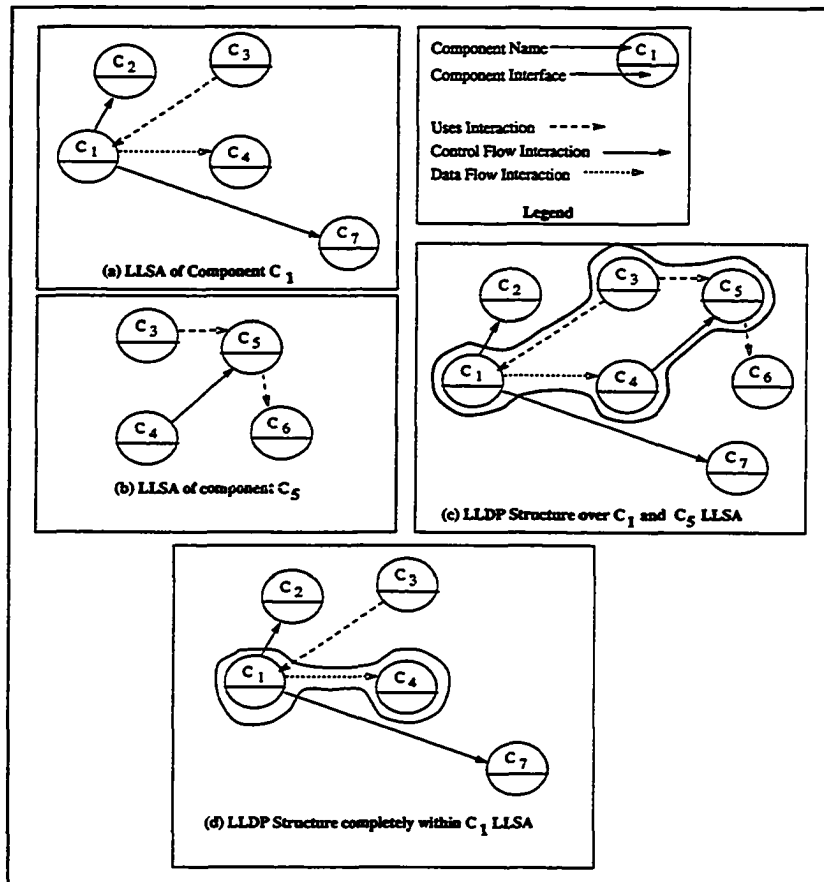 C3
C2
C1
C4
C7
(a) LLSA of Component C1
Component Name
C1
Component Interface
Uses Interaction
Control Flow Interaction
Data Flow Interaction
Legend
C3
C5
C4
C6
(b) LLSA of component C5
C3
C2
C5
C1
C4
C6
C7
(c) LLDP Structure over C1 and C5 LLSA
C3
C2
C1
C4
C7
(d) LLDP Structure completely within C1 LLSA